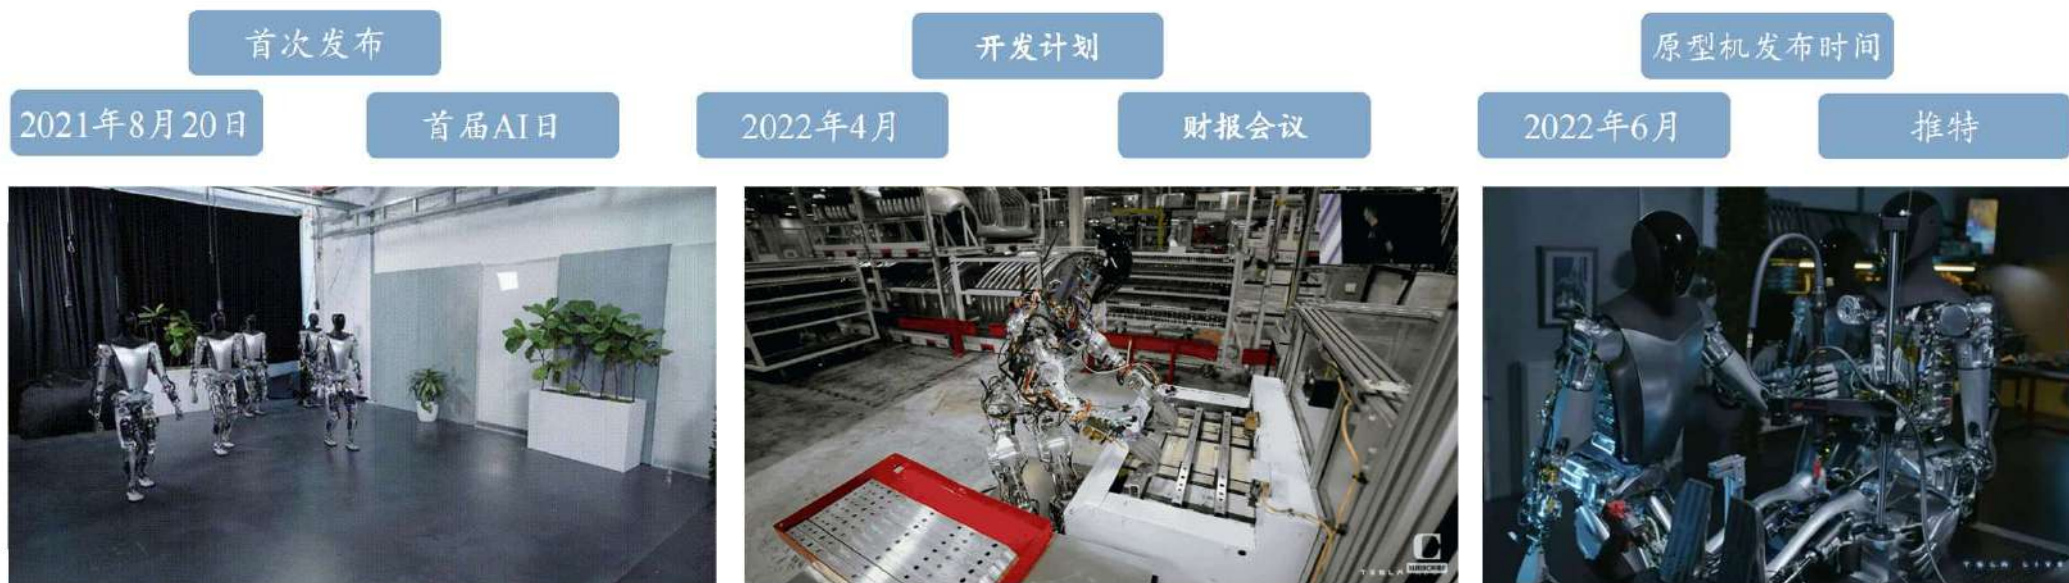 首次发布
开发计划
原型机发布时间
2021年8月20日
首届AI日
2022年4月
财报会议
2022年6月
推特
TESLA LIVE